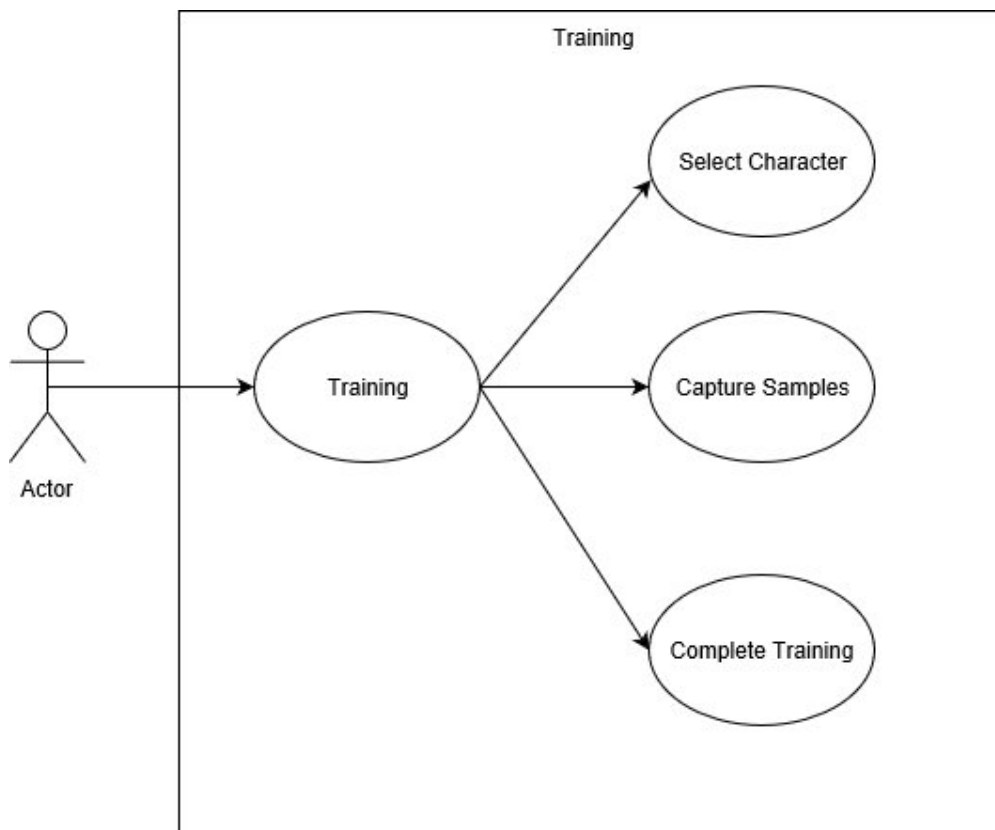 Training
Select Character
Training
Capture Samples
Actor
Complete Training